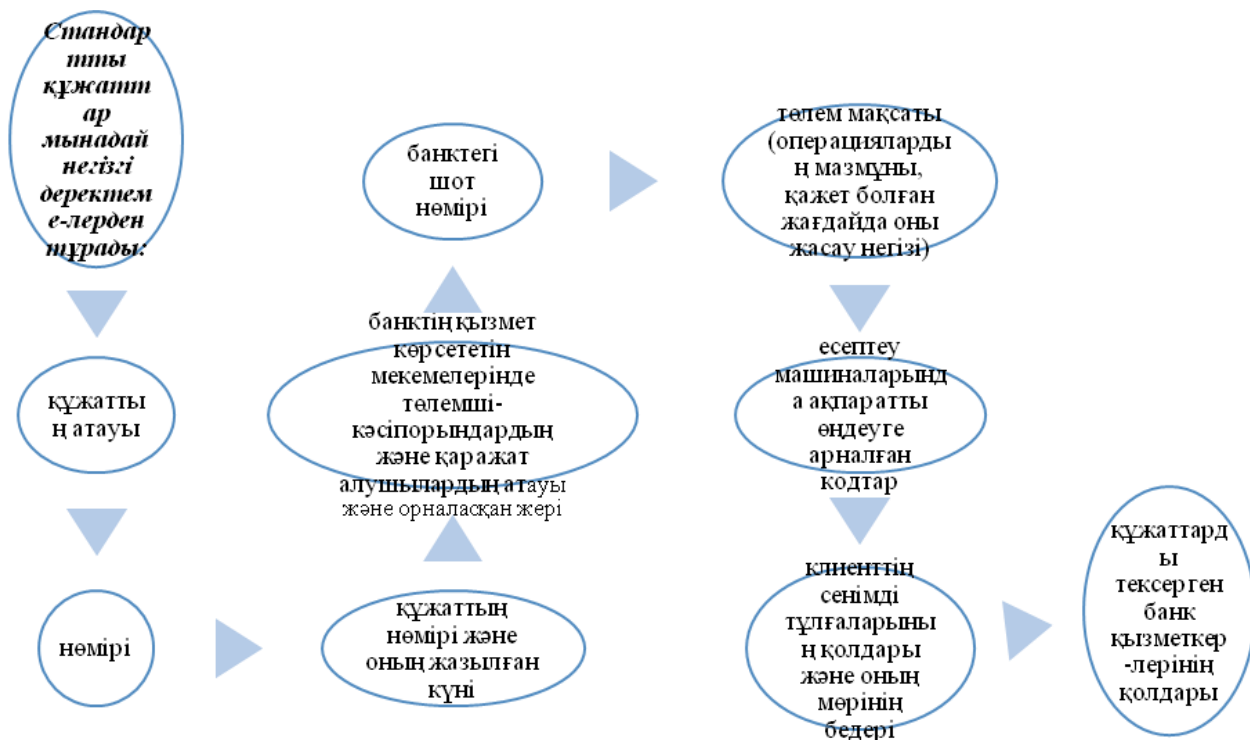 Стандар
тты
құжатт
ар
мынадай
негізгі
деректем
е-лерден
тұрады:
құжатты
ң атауы
нөмірі
құжаттың
нөмірі және
оның жазылған
күні
банктің қызмет
көрсететін
мекемелерінде
төлемші-
кәсіпорындардың
және қаражат
алушылардың атауы
және орналасқан жері
банктегі
шот
нөмірі
төлем мақсаты
(операцияларды
ң мазмұны,
қажет болған
жағдайда оны
жасау негізі)
есептеу
машиналарынд
а ақпаратты
өңдеуге
арналған
кодтар
клиенттің
сенімді
тұлғаларыны
ң қолдары
және оның
мөрінің
бедері
құжаттард
ы
тексерген
банк
қызметкер
-лерінің
қолдары